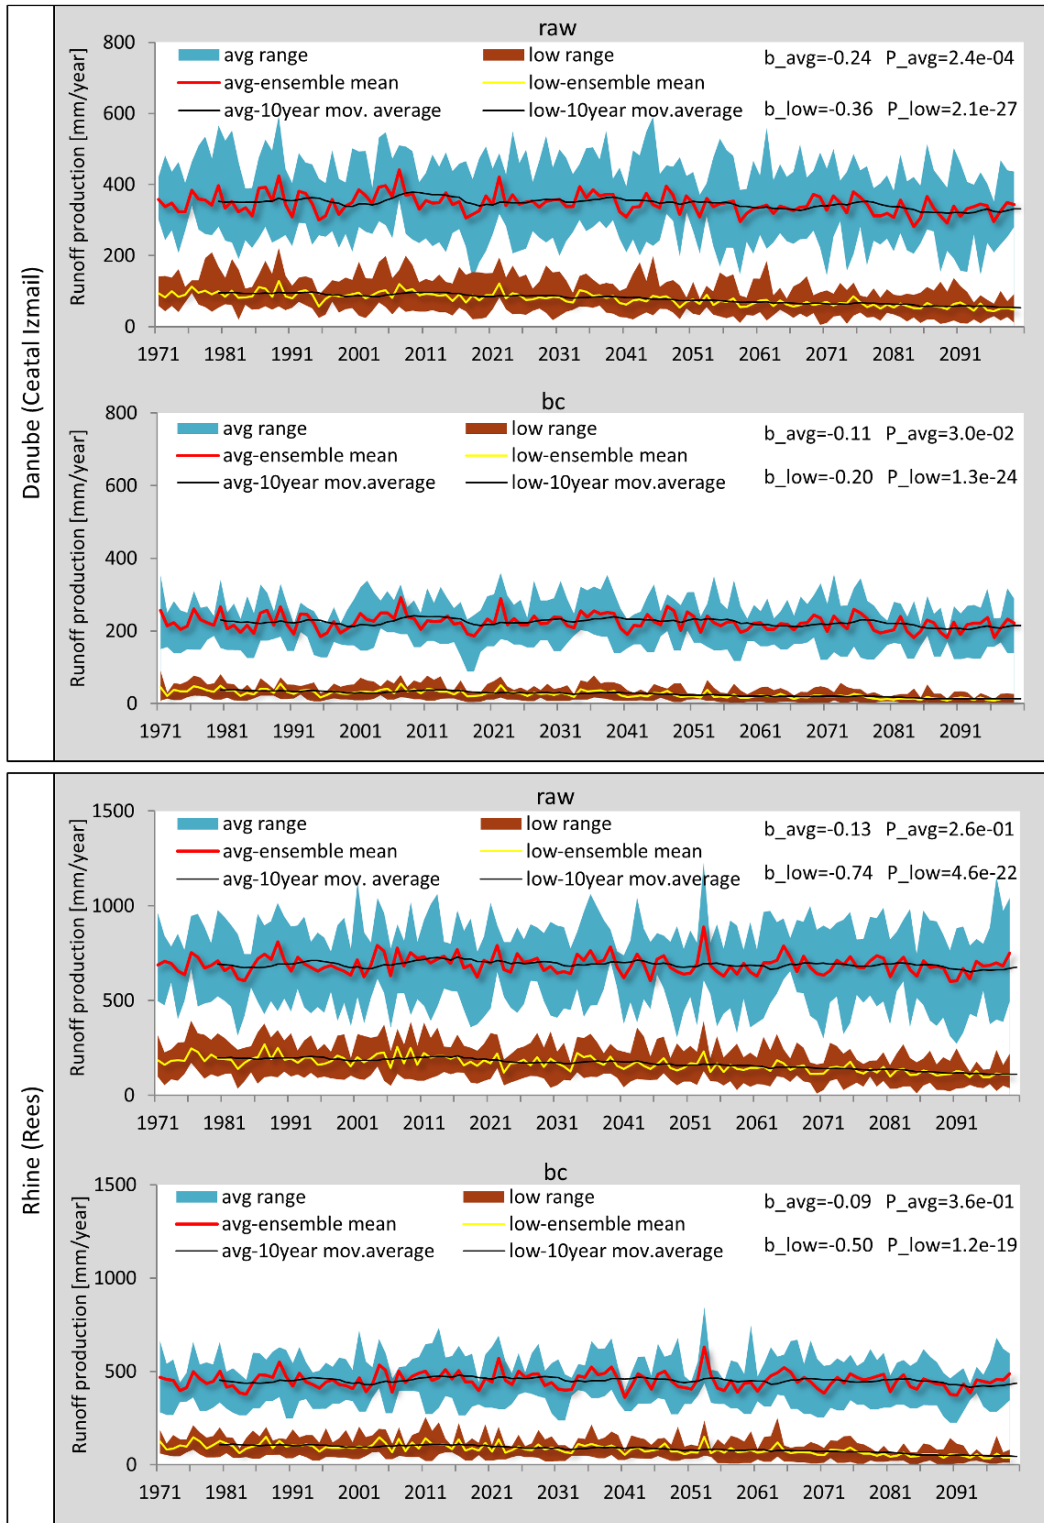 Danube (Ceatal Izmail)
raw
Runoff production [mm/year]
800
600
400
200
0
avg range
low range
b_avg=-0.24 P_avg=2.4e-04
avg-ensemble mean
low-ensemble mean
avg-10year mov. average
low-10year mov. average
b_low=-0.36 P_low=2.1e-27
1971 1981 1991 2001 2011 2021 2031 2041 2051 2061 2071 2081 2091
bc
Runoff production [mm/year]
800
600
400
200
0
avg range
low range
b_avg=-0.11 P_avg=3.0e-02
avg-ensemble mean
low-ensemble mean
avg-10year mov.average
low-10year mov.average
b_low=-0.20 P_low=1.3e-24
1971 1981 1991 2001 2011 2021 2031 2041 2051 2061 2071 2081 2091
Rhine (Rees)
raw
Runoff production [mm/year]
1500
1000
500
0
avg range
low range
b_avg=-0.13 P_avg=2.6e-01
avg-ensemble mean
low-ensemble mean
avg-10year mov. average
low-10year mov.average
b_low=-0.74 P_low=4.6e-22
1971 1981 1991 2001 2011 2021 2031 2041 2051 2061 2071 2081 2091
bc
Runoff production [mm/year]
1500
1000
500
0
avg range
low range
b_avg=-0.09 P_avg=3.6e-01
avg-ensemble mean
low-ensemble mean
avg-10year mov.average
low-10year mov.average
b_low=-0.50 P_low=1.2e-19
1971 1981 1991 2001 2011 2021 2031 2041 2051 2061 2071 2081 2091